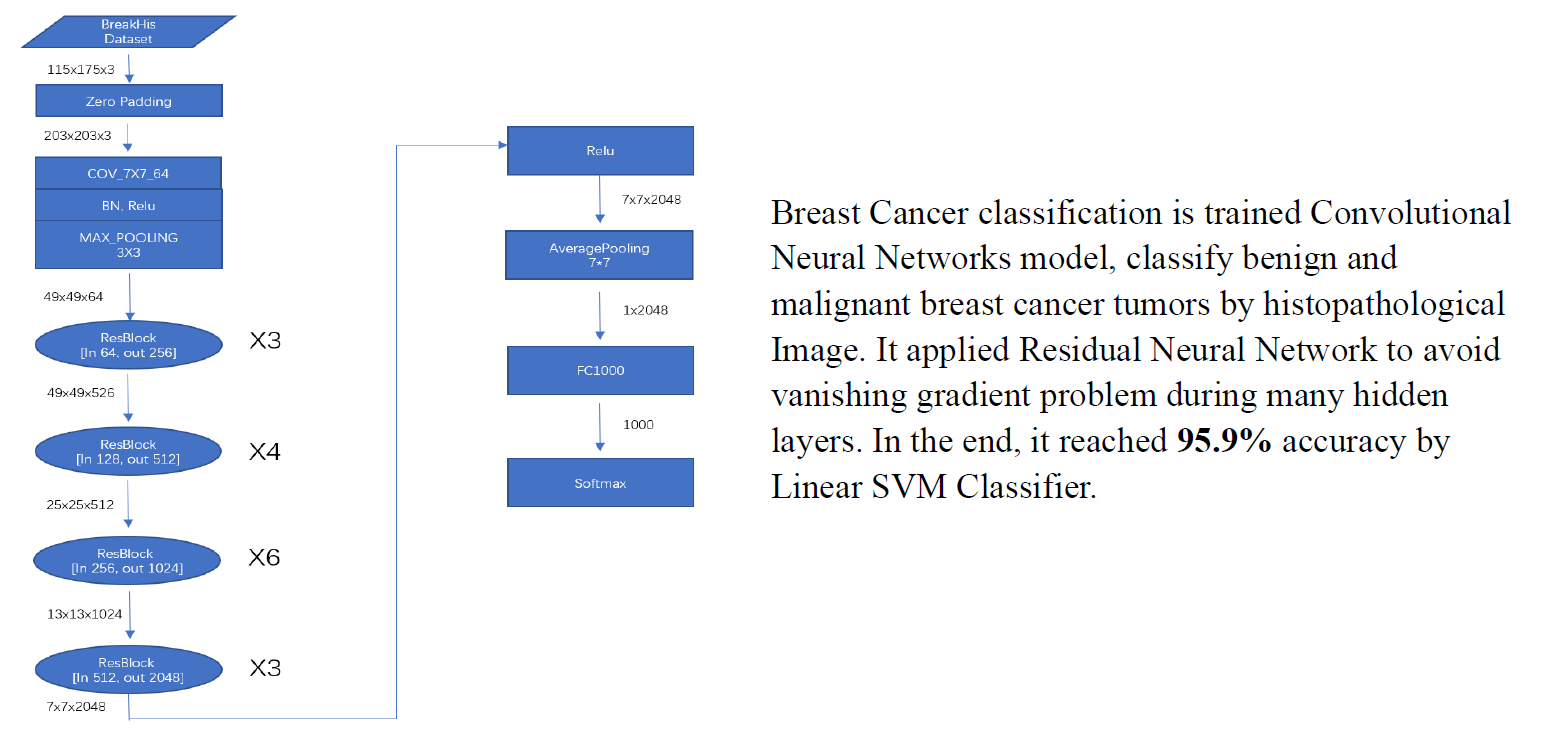 BreakHis
Dataset
115x175x3
Zero Padding
203x203x3
COV_7X7_64
BN, Relu
MAX_POOLING
3X3
49x49x64
ResBlock
[In 64, out 256]
X3
49x49x526
ResBlock
[In 128, out 512]
X4
25x25x512
ResBlock
[In 256, out 1024]
X6
13x13x1024
ResBlock
[In 512, out 2048]
X3
7x7x2048
Relu
7x7x2048
AveragePooling
7*7
1x2048
FC1000
1000
Softmax
Breast Cancer classification is trained Convolutional
Neural Networks model, classify benign and
malignant breast cancer tumors by histopathological
Image. It applied Residual Neural Network to avoid
vanishing gradient problem during many hidden
layers. In the end, it reached 95.9% accuracy by
Linear SVM Classifier.